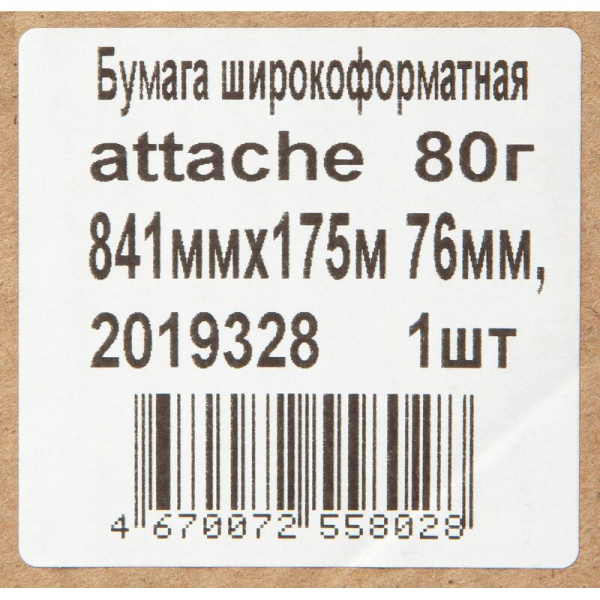 Бумага широкоформатная
attache 80г
841ммх175м 76мм,
2019328 1шт
4 670072 558028